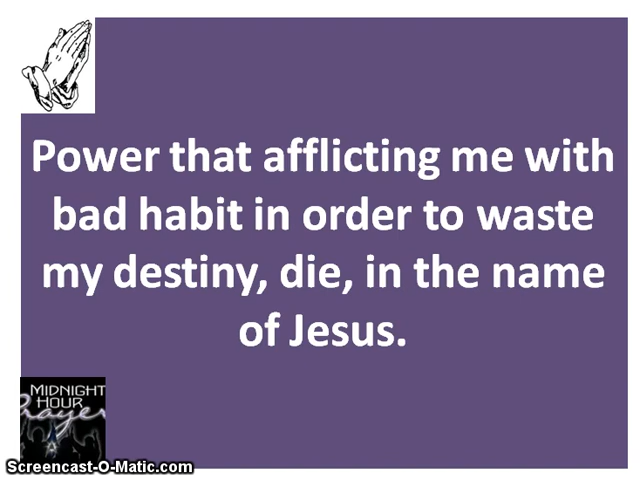 Power that afflicting me with
bad habit in order to waste
my destiny, die, in the name
of Jesus.
MIDNIGHT
HOUR
Prayer
Screencast-O-Matic.com